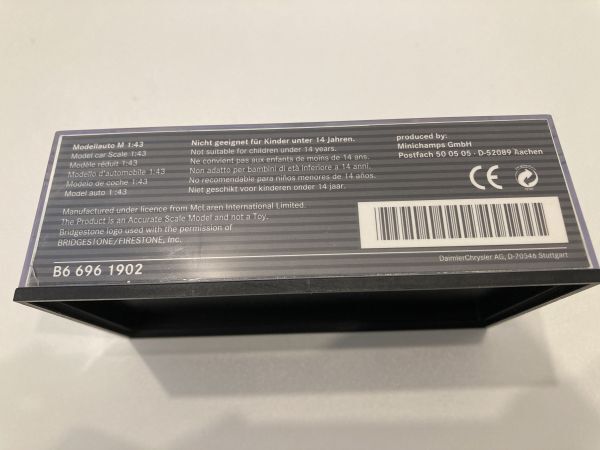 Modellauto M 1:43
Model car Scale 1:43
Modèle réduit 1:43
Modello d'automobile 1:43
Modelo de coche 1:43
Model auto 1:43
Nicht geeignet für Kinder unter 14 Jahren.
Not suitable for children under 14 years.
Ne convient pas aux enfants de moins de 14 ans.
Non adatto per bambini di età inferiore a 14 anni.
No recomendable para niños menores de 14 años.
Niet geschikt voor kinderen onder 14 jaar.
produced by:
Minichamps GmbH
Postfach 50 05 05 · D-52089 Aachen
CE
Manufactured under licence from McLaren International Limited.
The Product is an Accurate Scale Model and not a Toy.
Bridgestone logo used with the permission of
BRIDGESTONE/FIRESTONE, Inc.
B6 696 1902
DaimlerChrysler AG, D-70546 Stuttgart